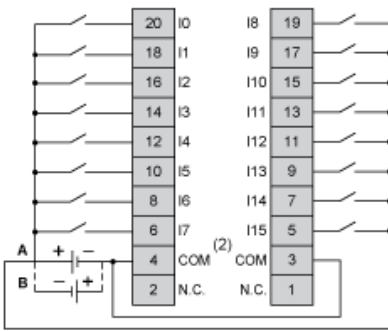 20 I0 I8 19
18 I1 I9 17
16 I2 I10 15
14 I3 I11 13
12 I4 I12 11
10 I5 I13 9
8 I6 I14 7
6 I7 I15 5
A + − 4 COM (2) COM 3
B − + 2 N.C. N.C. 1